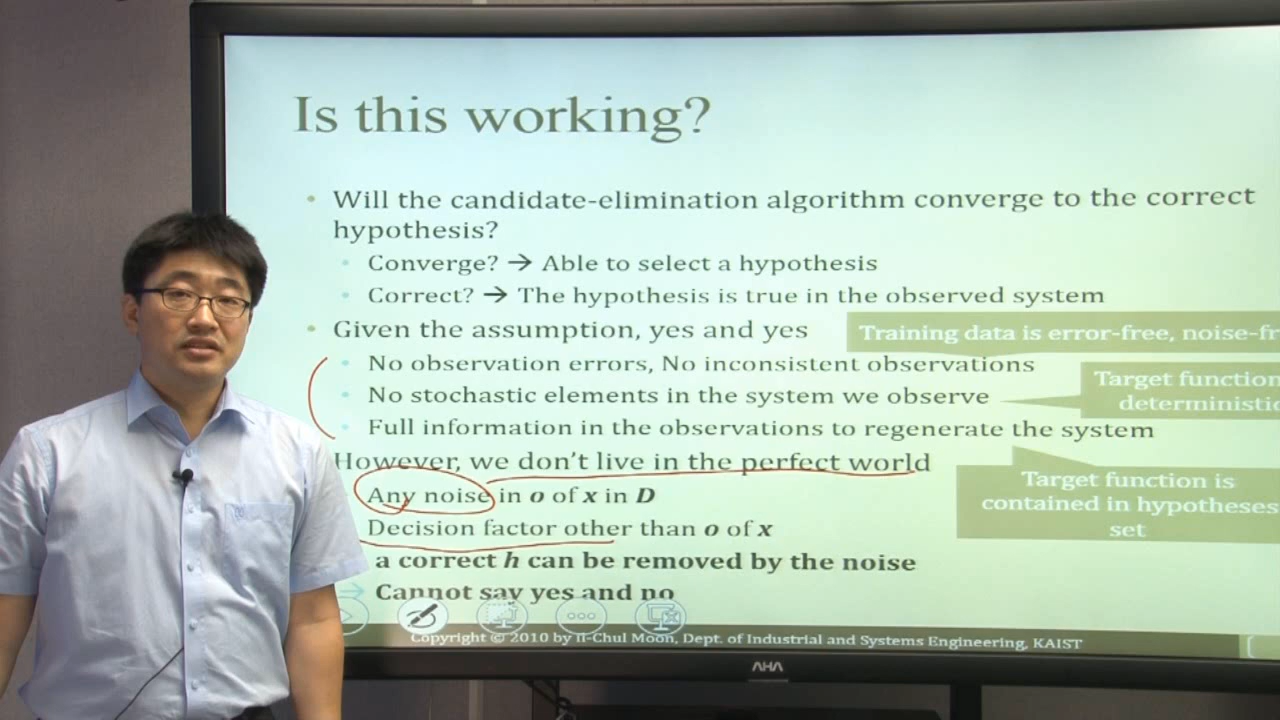 Is this working?
• Will the candidate-elimination algorithm converge to the correct
hypothesis?
• Converge? → Able to select a hypothesis
• Correct? → The hypothesis is true in the observed system
• Given the assumption, yes and yes
Training data is error-free, noise-fr
• No observation errors, No inconsistent observations
• No stochastic elements in the system we observe
Target function
deterministic
• Full information in the observations to regenerate the system
However, we don't live in the perfect world
Target function is
contained in hypotheses
set
Any noise in o of x in D
Decision factor other than o of x
a correct h can be removed by the noise
→ Cannot say yes and no
Copyright © 2010 by Il-Chul Moon, Dept. of Industrial and Systems Engineering, KAIST
AHA